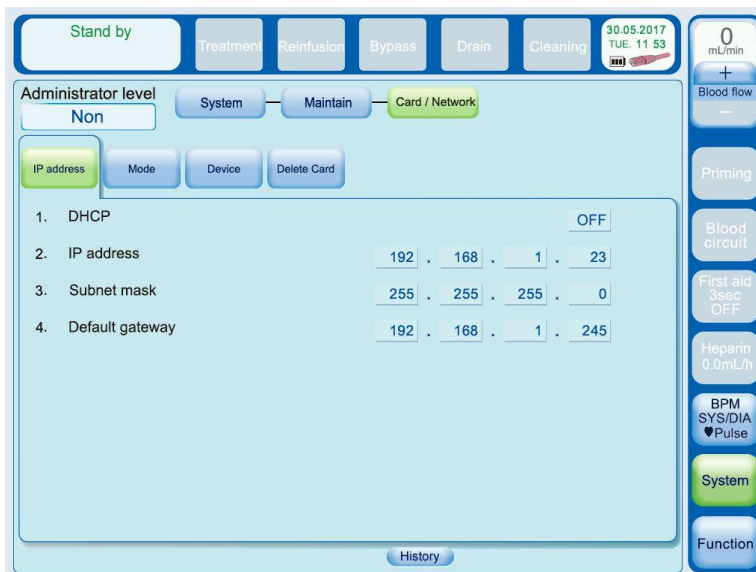 Stand by
Treatment
Reinfusion
Bypass
Drain
Cleaning
30.05.2017
TUE. 11 53
0
mL/min
+
Blood flow
—
Administrator level
Non
System
Maintain
Card / Network
IP address
Mode
Device
Delete Card
1. DHCP OFF
2. IP address 192 . 168 . 1 . 23
3. Subnet mask 255 . 255 . 255 . 0
4. Default gateway 192 . 168 . 1 . 245
Priming
Blood
circuit
First aid
3sec
OFF
Heparin
0.0mL/h
BPM
SYS/DIA
♥Pulse
System
Function
History